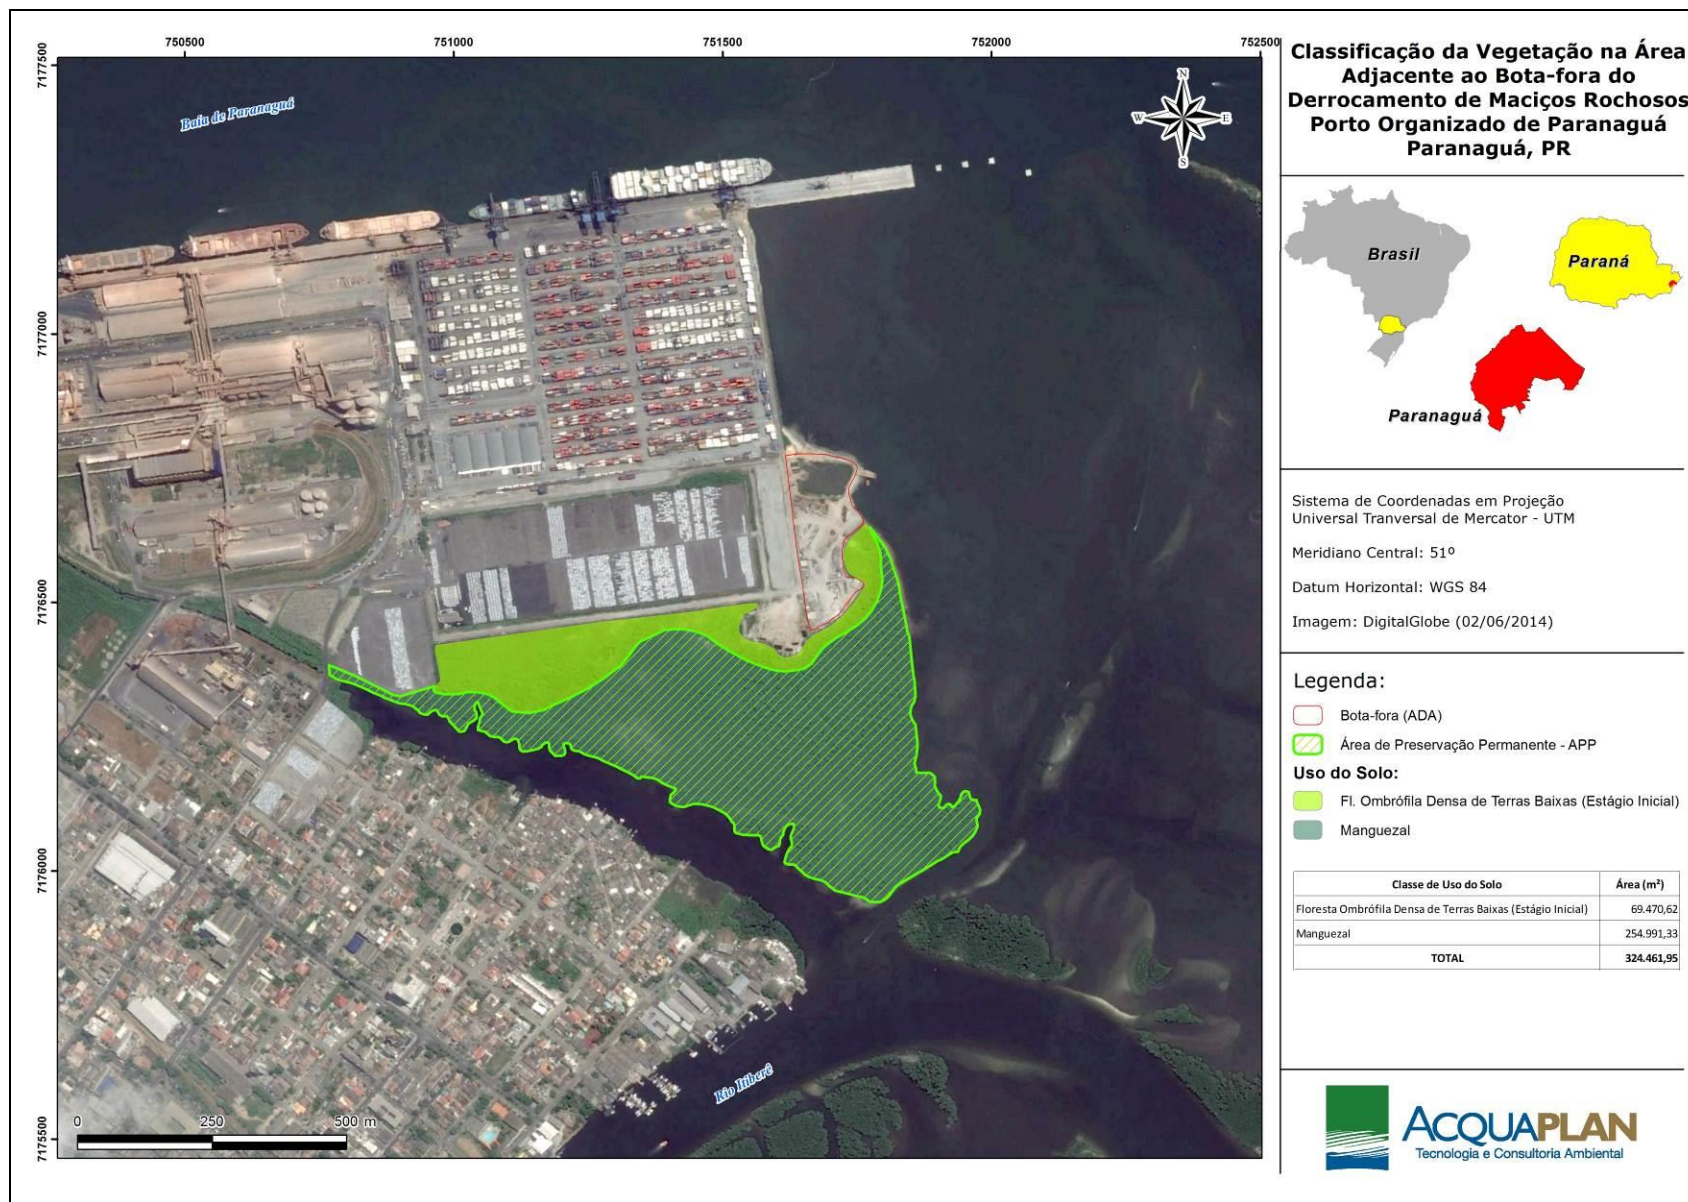 750500
751000
751500
752000
752500
7177500
7177000
7176500
7176000
7175500
Baía de Paranaguá
N
W
E
S
Rio Itiberê
0 250 500 m
Classificação da Vegetação na Área
Adjacente ao Bota-fora do
Derrocamento de Maciços Rochosos
Porto Organizado de Paranaguá
Paranaguá, PR
Brasil
Paraná
Paranaguá
Sistema de Coordenadas em Projeção
Universal Tranversal de Mercator - UTM
Meridiano Central: 51º
Datum Horizontal: WGS 84
Imagem: DigitalGlobe (02/06/2014)
Legenda:
Bota-fora (ADA)
Área de Preservação Permanente - APP
Uso do Solo:
Fl. Ombrófila Densa de Terras Baixas (Estágio Inicial)
Manguezal
Classe de Uso do Solo Área (m²)
Floresta Ombrófila Densa de Terras Baixas (Estágio Inicial) 69.470,62
Manguezal 254.991,33
TOTAL 324.461,95
ACQUAPLAN
Tecnologia e Consultoria Ambiental